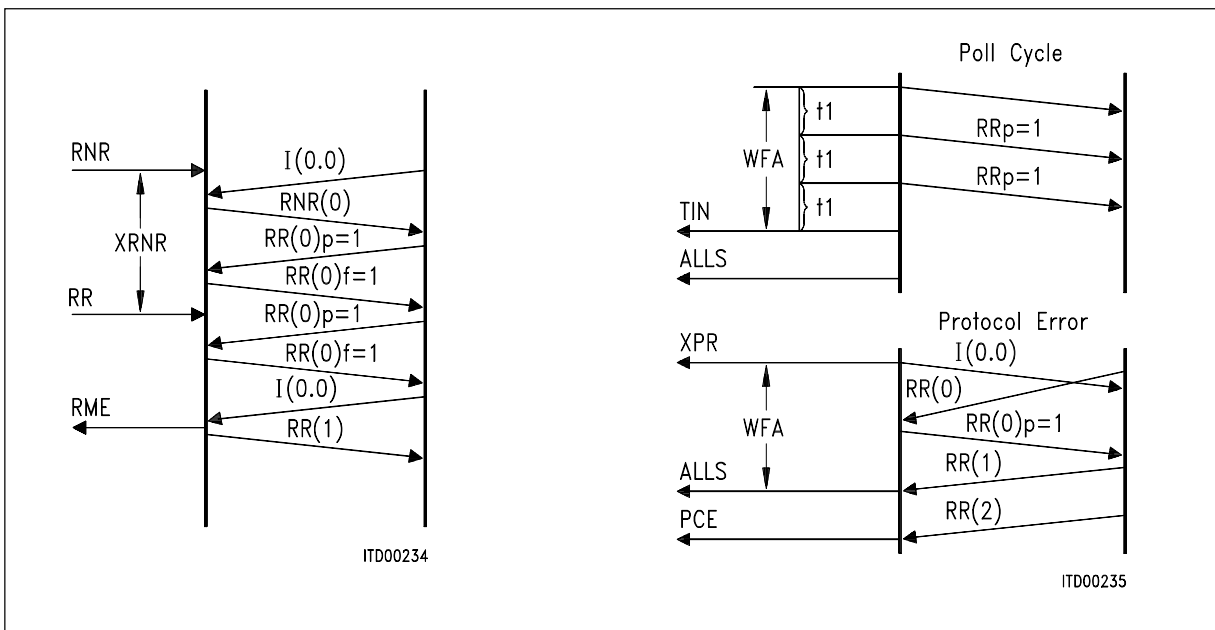 RNR
I(0.0)
RNR(0)
XRNR
RR(0)p=1
RR(0)f=1
RR
RR(0)p=1
RR(0)f=1
I(0.0)
RME
RR(1)
ITD00234
Poll Cycle
t1
RRp=1
WFA
t1
RRp=1
t1
TIN
ALLS
Protocol Error
XPR
I(0.0)
RR(0)
RR(0)p=1
WFA
RR(1)
ALLS
RR(2)
PCE
ITD00235